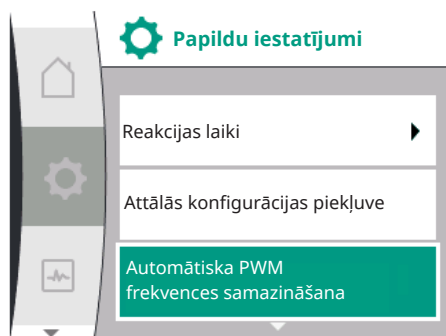 Papildu iestatījumi
Reakcijas laiki
Attālās konfigurācijas piekļuve
Automātiska PWM
frekvences samazināšana